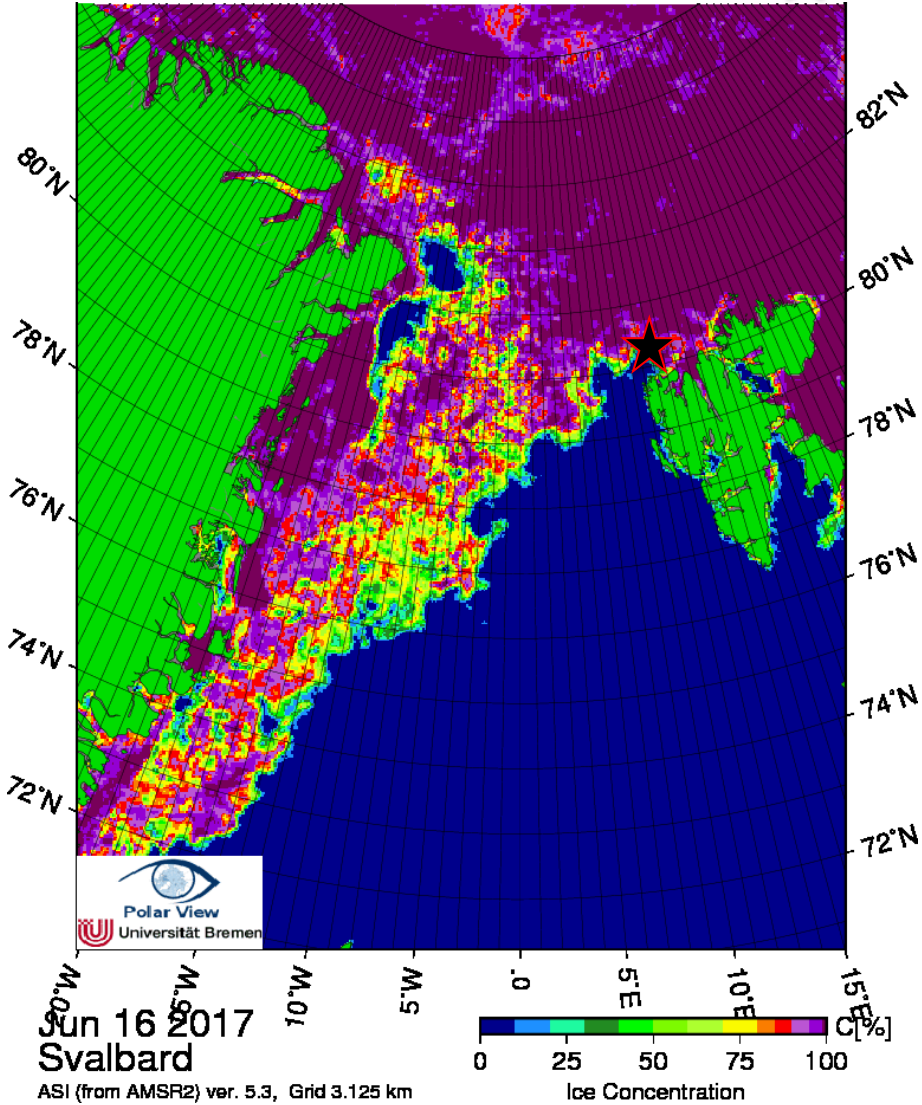 82°N
80°N
80°N
78°N
78°N
76°N
76°N
74°N
74°N
72°N
72°N
Polar View
Universität Bremen
20°W
15°W
10°W
5°W
.0
5°E
10°E
15°E
Jun 16 2017
Svalbard
ASI (from AMSR2) ver. 5.3, Grid 3.125 km
C[%]
0 25 50 75 100
Ice Concentration